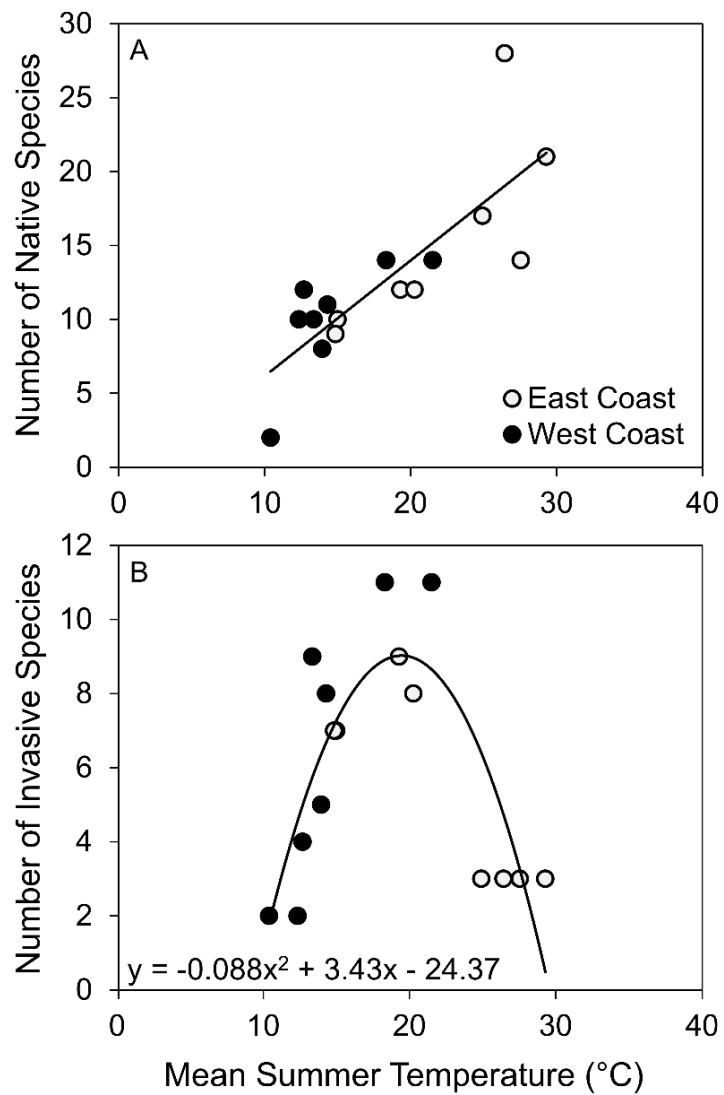 30
A
25
20
15
10
5
0
Number of Native Species
East Coast
West Coast
0 10 20 30 40
12
B
10
8
6
4
2
0
Number of Invasive Species
y = -0.088x² + 3.43x - 24.37
0 10 20 30 40
Mean Summer Temperature (°C)